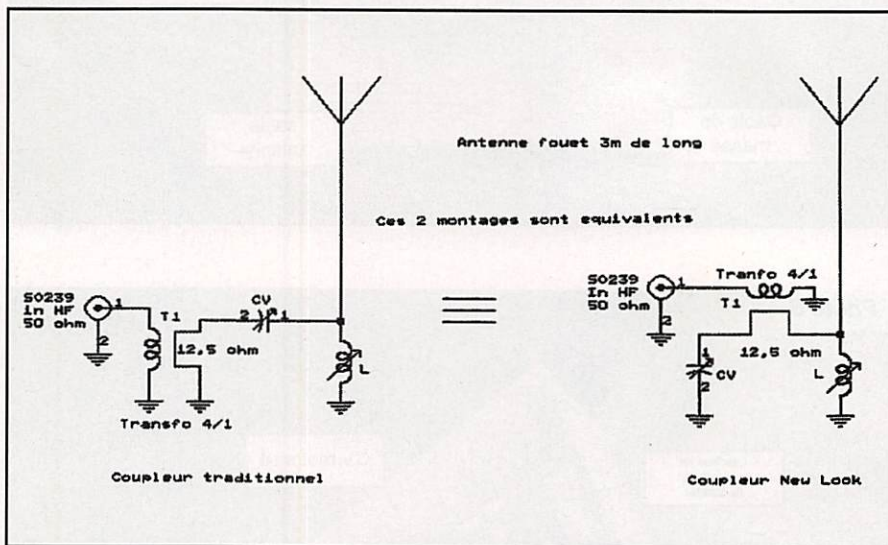 Antenne fouet 3m de long
Ces 2 montages sont equivalents
SO239
In HF
50 ohm
1
2
T1
12,5 ohm
Transfo 4/1
CV
2
1
L
Coupleur traditionnel
SO239
In HF
50 ohm
1
2
Tranfo 4/1
T1
12,5 ohm
1
CV
2
L
Coupleur New Look